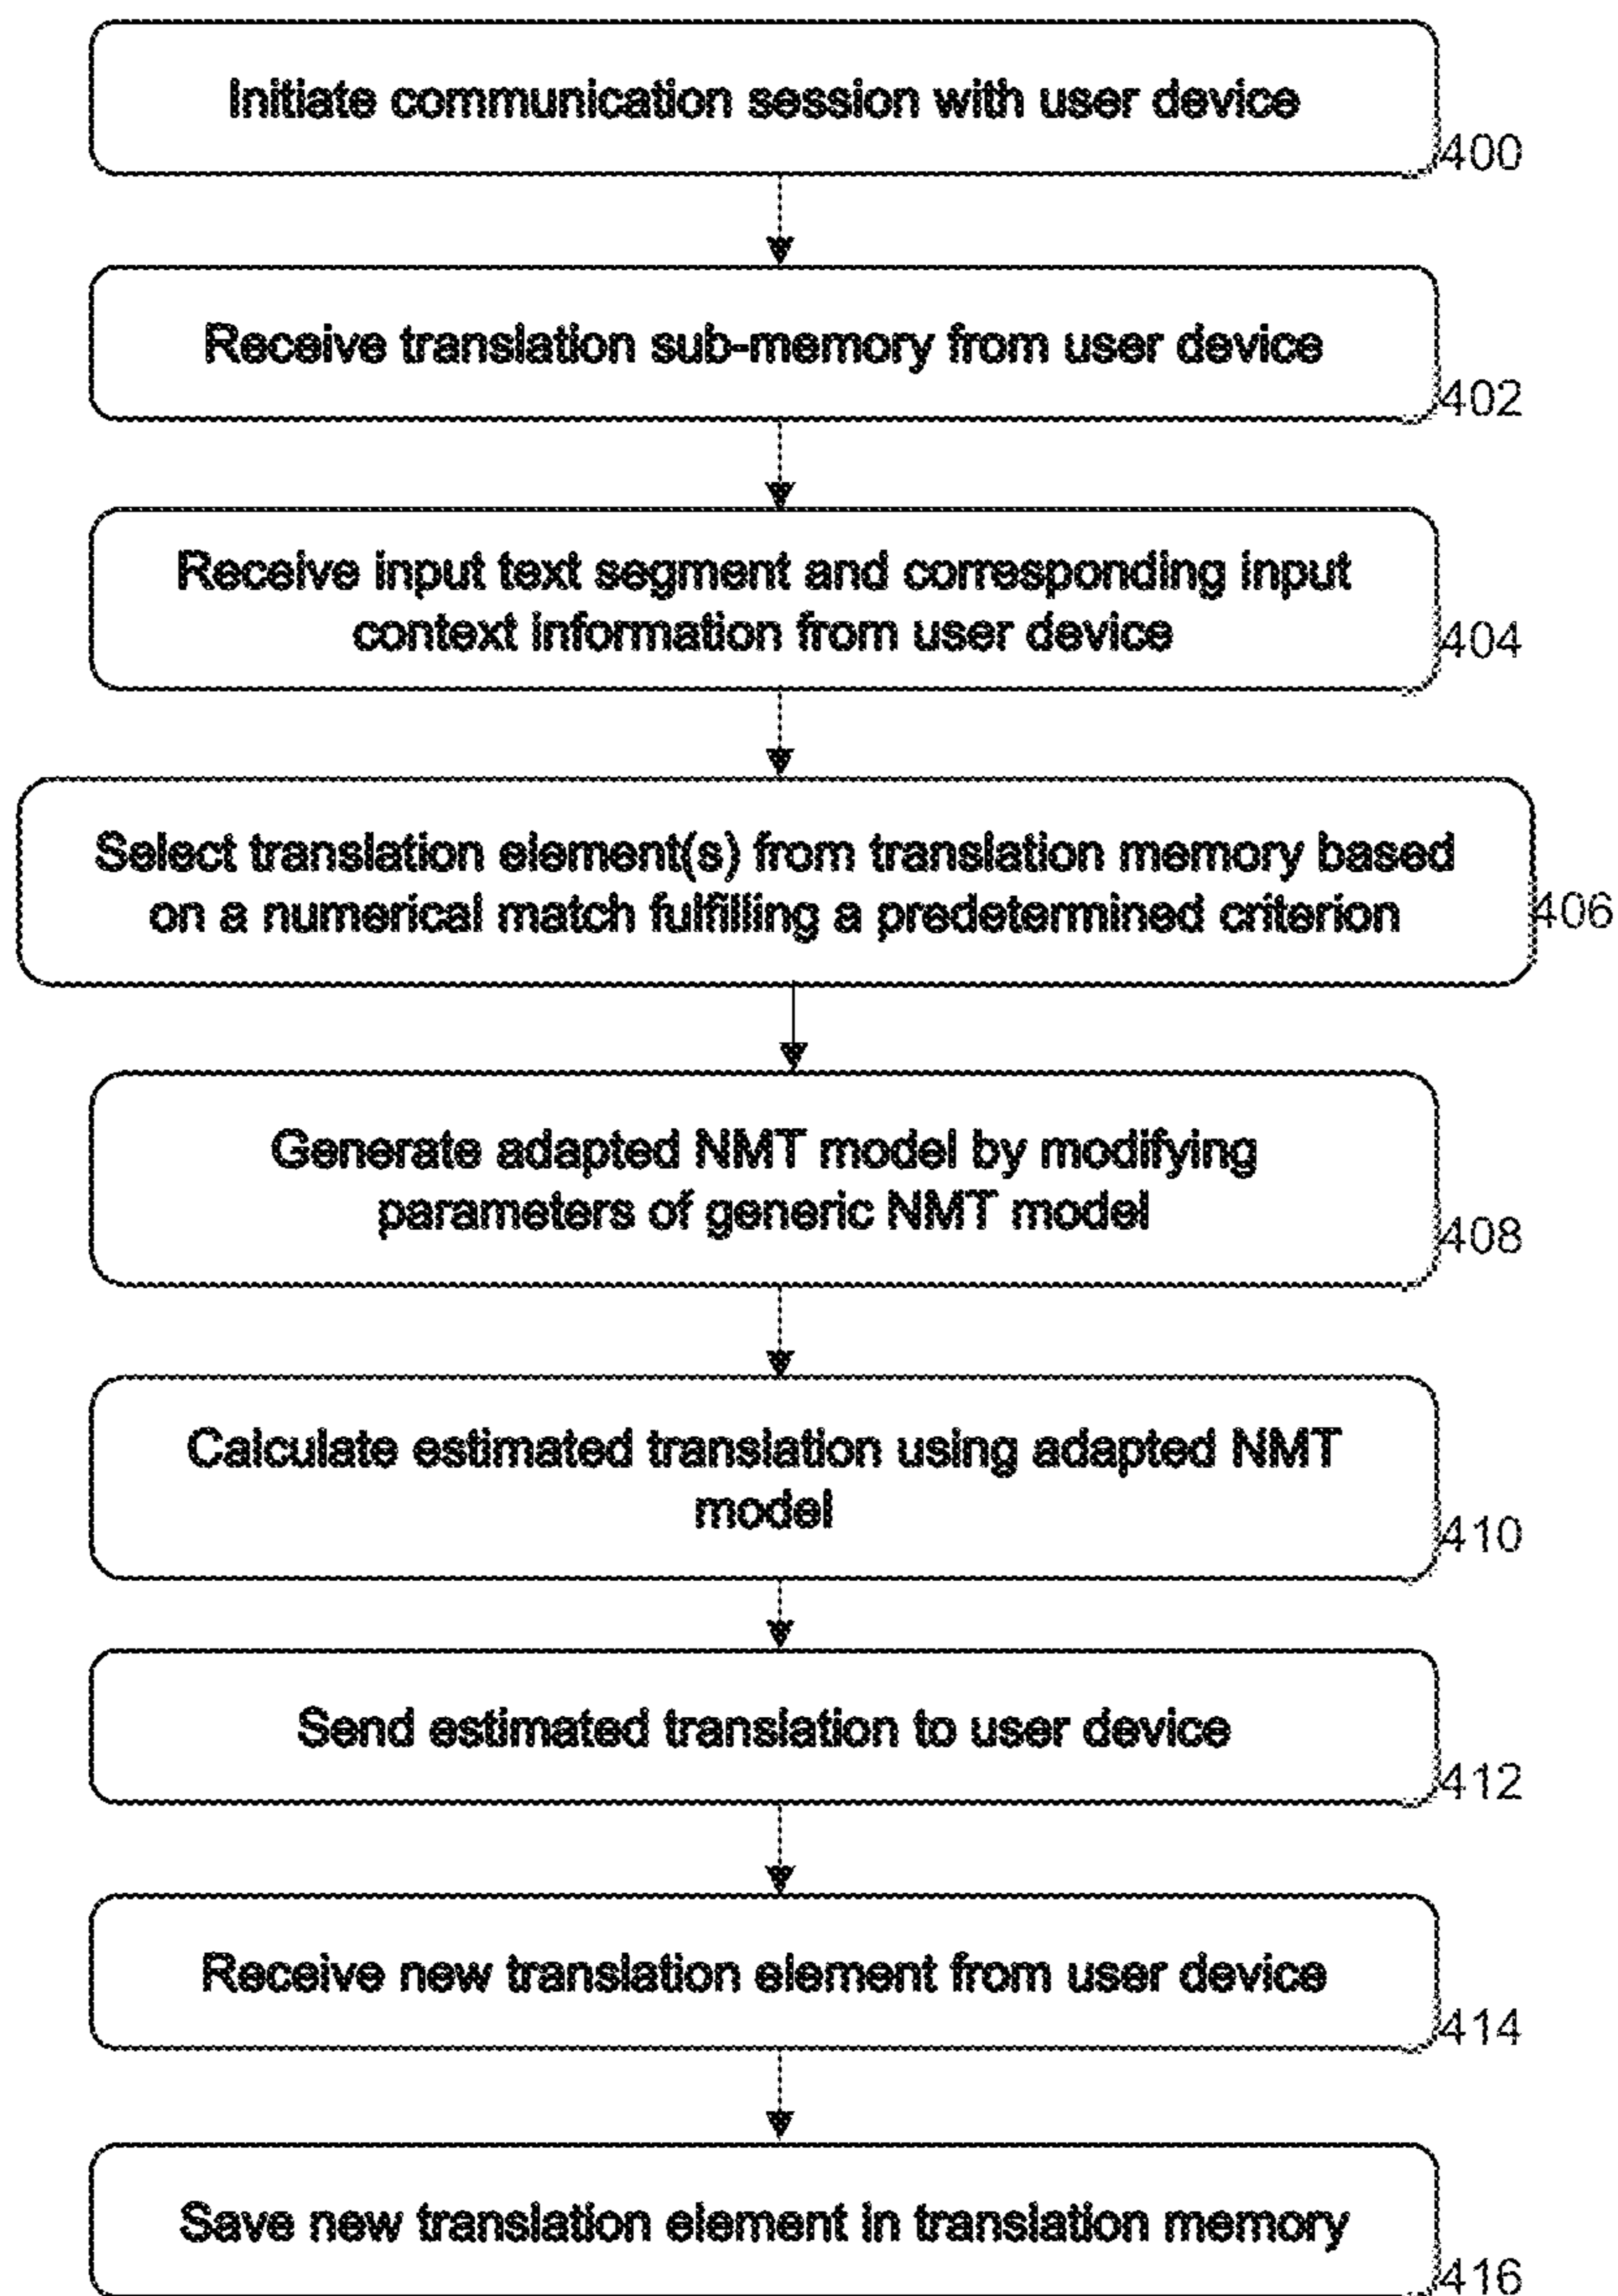 Initiate communication session with user device
400
Receive translation sub-memory from user device
402
Receive input text segment and corresponding input
context information from user device
404
Select translation element(s) from translation memory based
on a numerical match fulfilling a predetermined criterion
406
Generate adapted NMT model by modifying
parameters of generic NMT model
408
Calculate estimated translation using adapted NMT
model
410
Send estimated translation to user device
412
Receive new translation element from user device
414
Save new translation element in translation memory
416